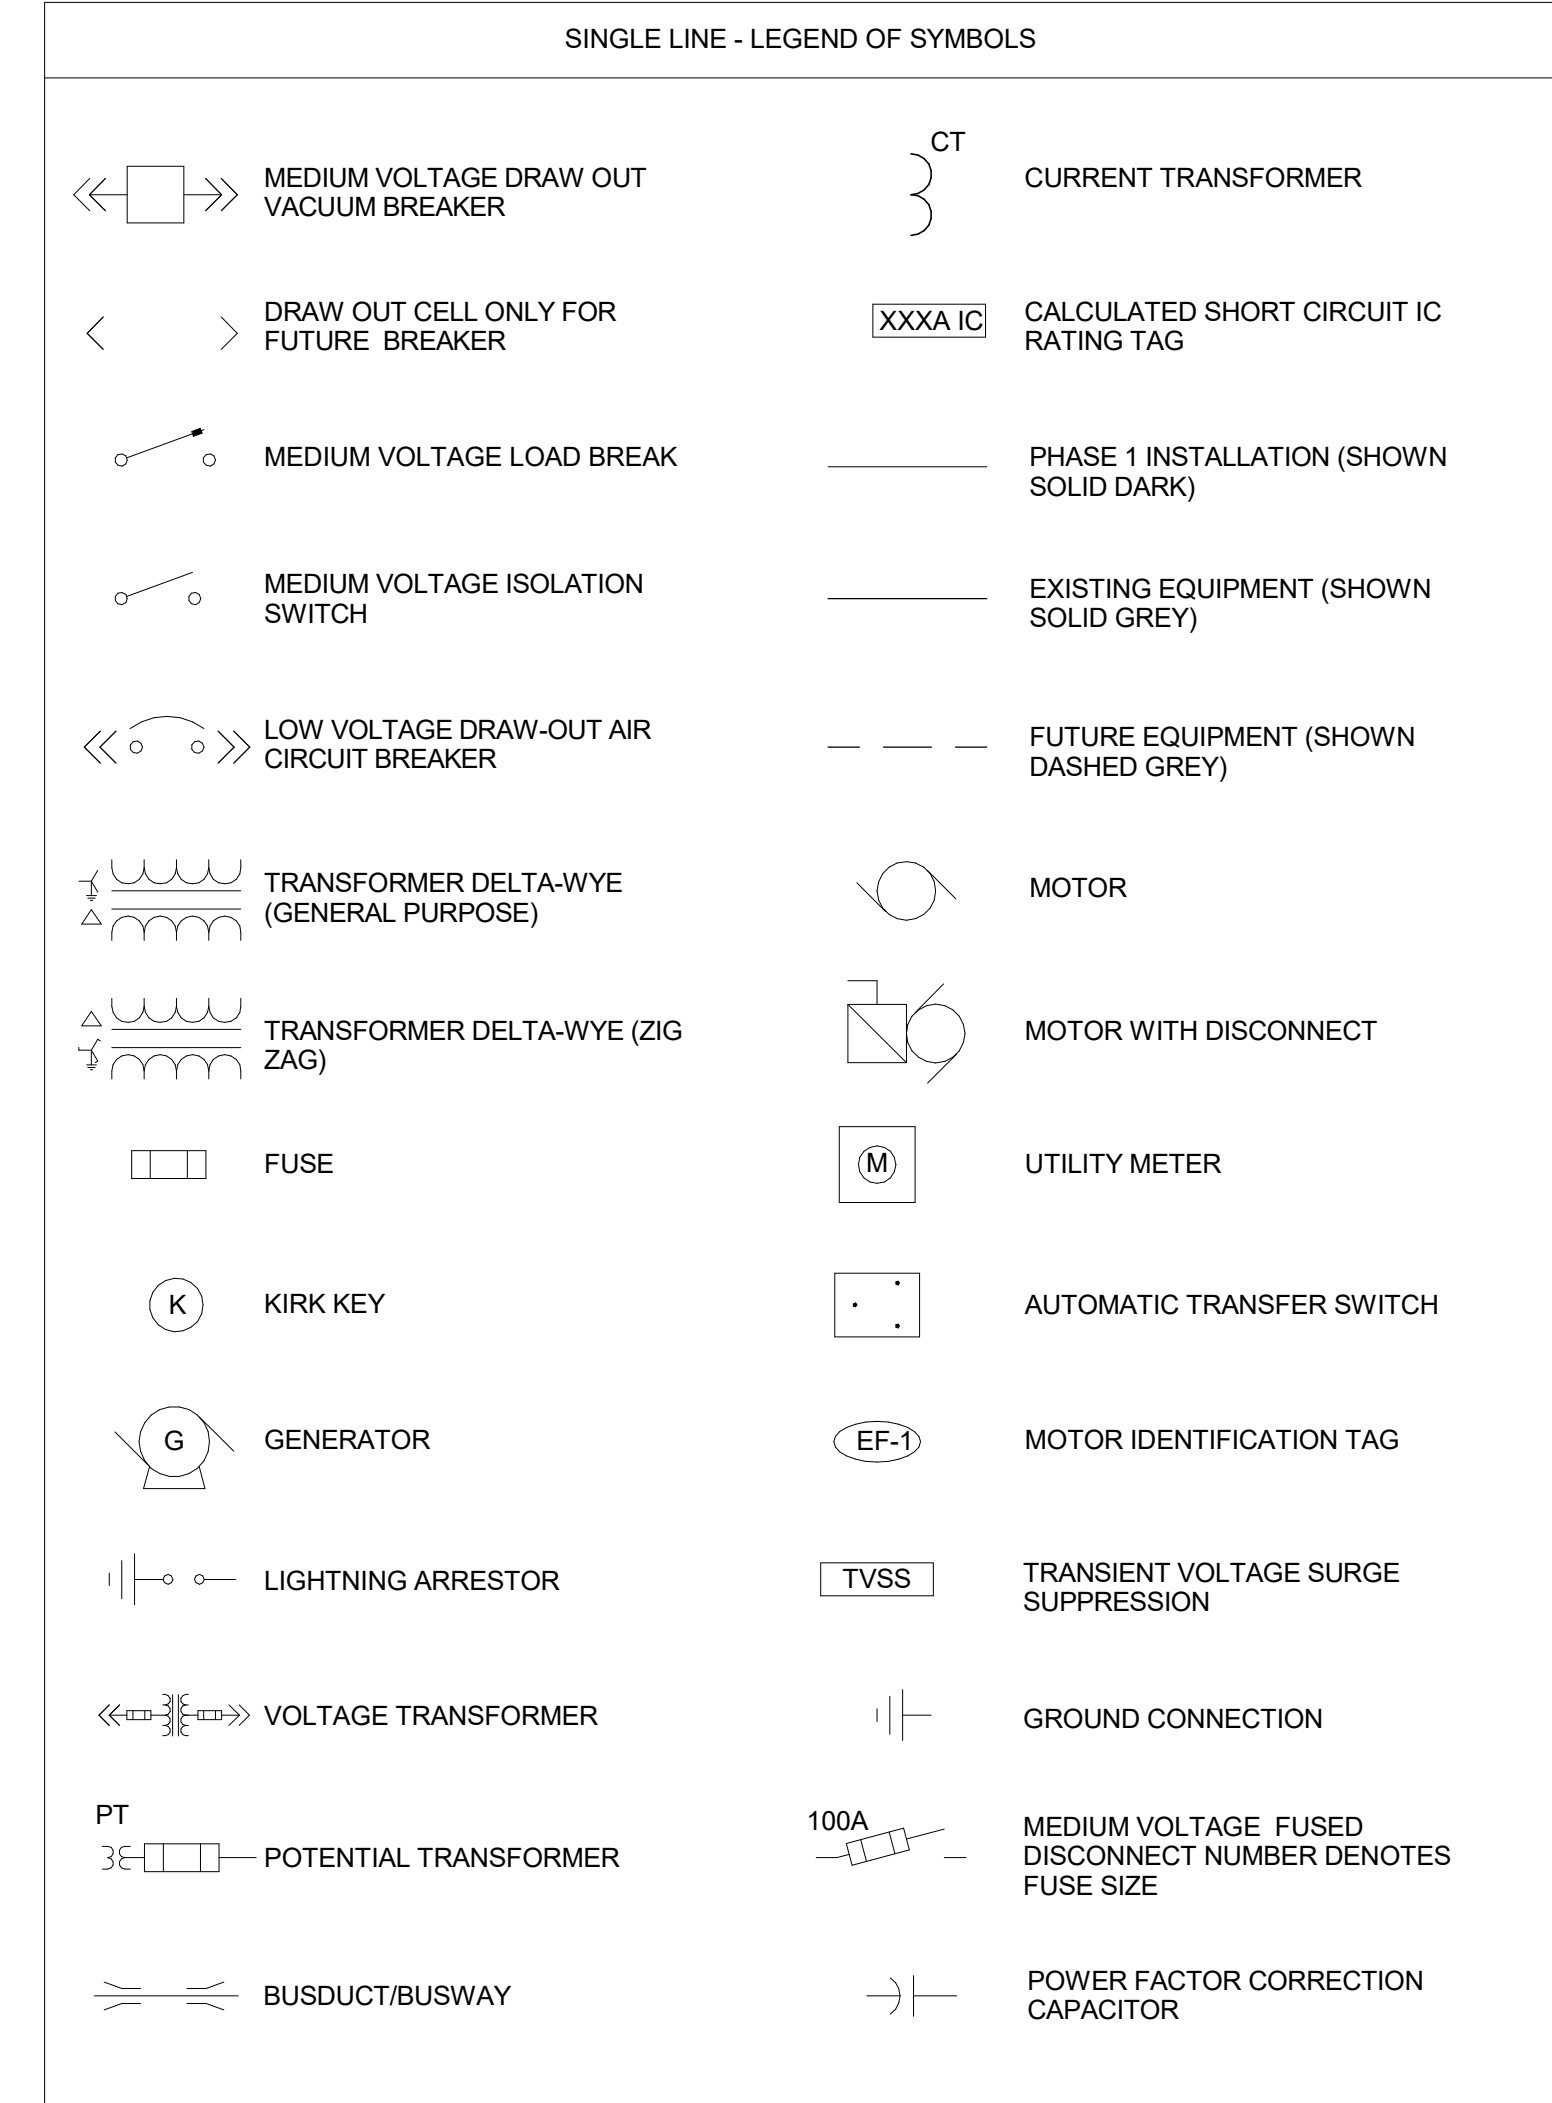 SINGLE LINE - LEGEND OF SYMBOLS
MEDIUM VOLTAGE DRAW OUT
VACUUM BREAKER
CT
CURRENT TRANSFORMER
DRAW OUT CELL ONLY FOR
FUTURE BREAKER
XXXA IC
CALCULATED SHORT CIRCUIT IC
RATING TAG
MEDIUM VOLTAGE LOAD BREAK
PHASE 1 INSTALLATION (SHOWN
SOLID DARK)
MEDIUM VOLTAGE ISOLATION
SWITCH
EXISTING EQUIPMENT (SHOWN
SOLID GREY)
LOW VOLTAGE DRAW-OUT AIR
CIRCUIT BREAKER
FUTURE EQUIPMENT (SHOWN
DASHED GREY)
TRANSFORMER DELTA-WYE
(GENERAL PURPOSE)
MOTOR
TRANSFORMER DELTA-WYE (ZIG
ZAG)
MOTOR WITH DISCONNECT
FUSE
M
UTILITY METER
K
KIRK KEY
AUTOMATIC TRANSFER SWITCH
G
GENERATOR
EF-1
MOTOR IDENTIFICATION TAG
LIGHTNING ARRESTOR
TVSS
TRANSIENT VOLTAGE SURGE
SUPPRESSION
VOLTAGE TRANSFORMER
GROUND CONNECTION
PT
POTENTIAL TRANSFORMER
100A
MEDIUM VOLTAGE FUSED
DISCONNECT NUMBER DENOTES
FUSE SIZE
BUSDUCT/BUSWAY
POWER FACTOR CORRECTION
CAPACITOR